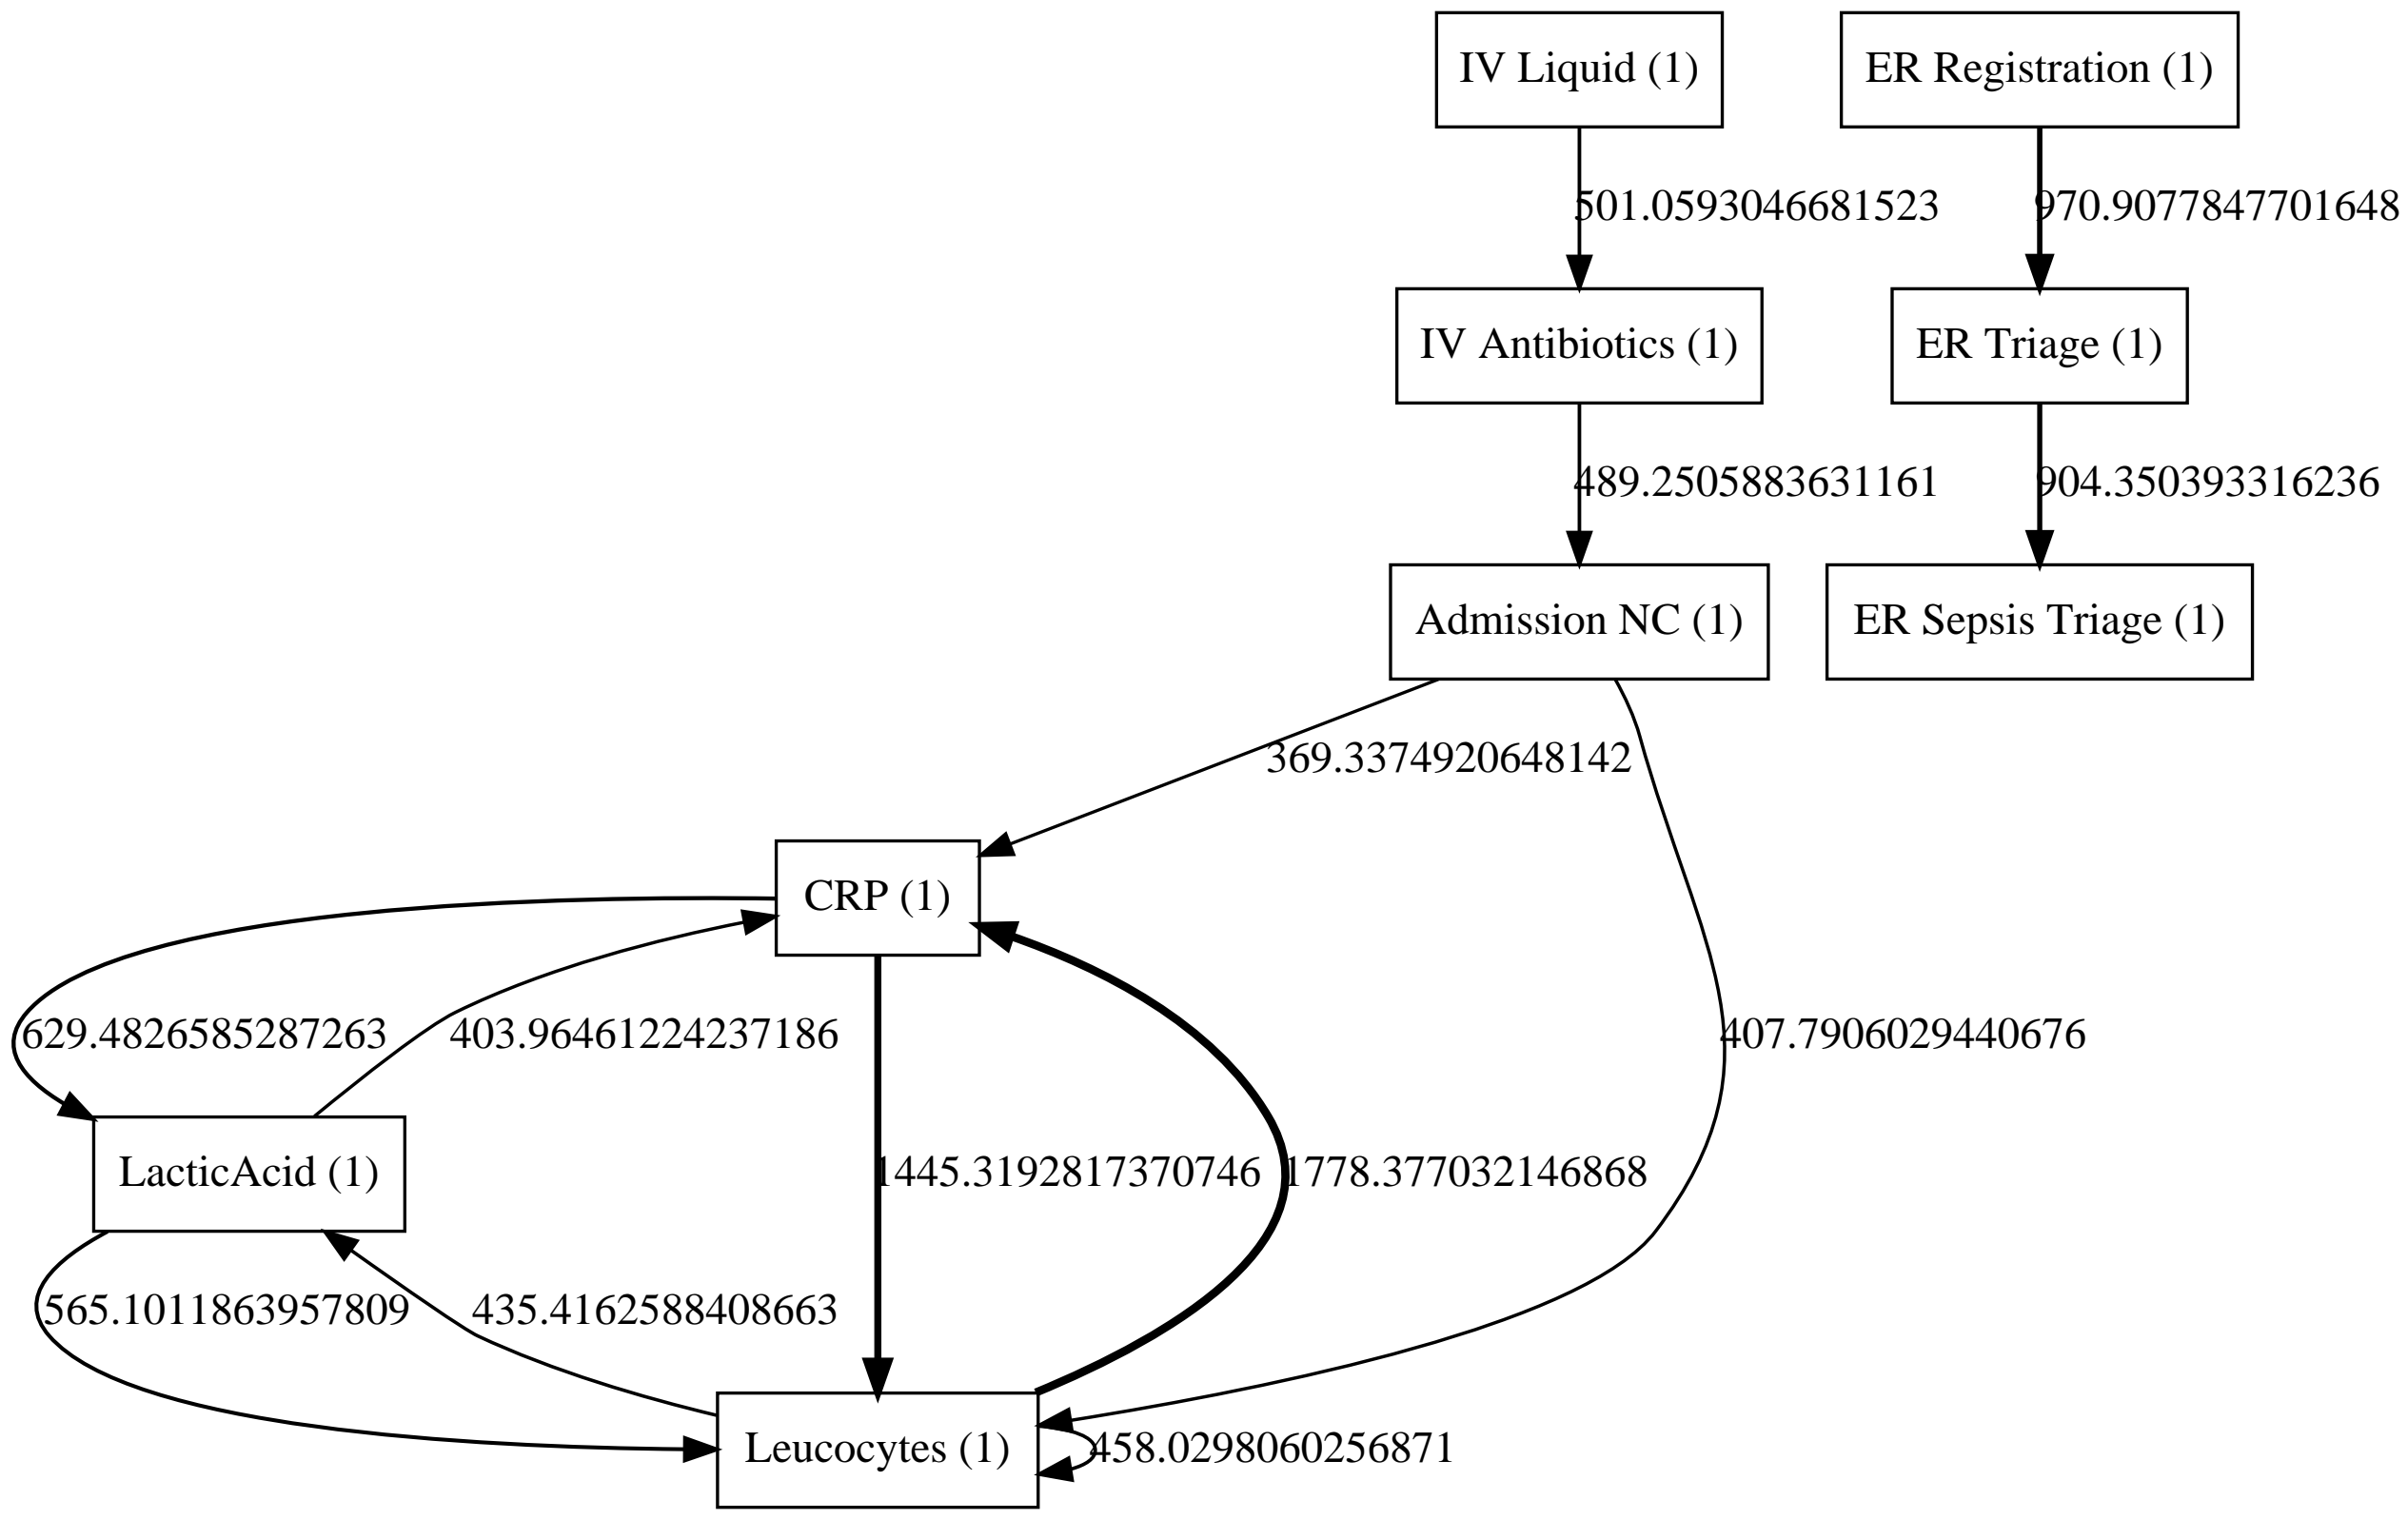 IV Liquid (1)
ER Registration (1)
501.0593046681523
970.9077847701648
IV Antibiotics (1)
ER Triage (1)
489.2505883631161
904.350393316236
Admission NC (1)
ER Sepsis Triage (1)
369.3374920648142
CRP (1)
629.4826585287263
403.96461224237186
407.7906029440676
LacticAcid (1)
1445.3192817370746
1778.377032146868
565.1011863957809
435.4162588408663
Leucocytes (1)
458.0298060256871